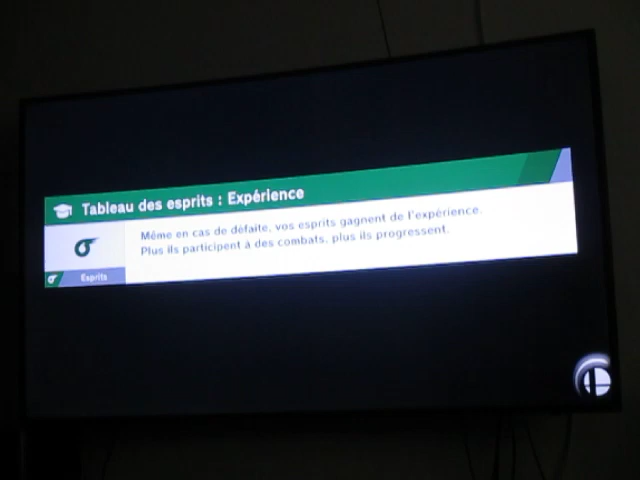 Tableau des esprits : Expérience
Même en cas de défaite, vos esprits gagnent de l'expérience.
Plus ils participent à des combats, plus ils progressent.
Esprits